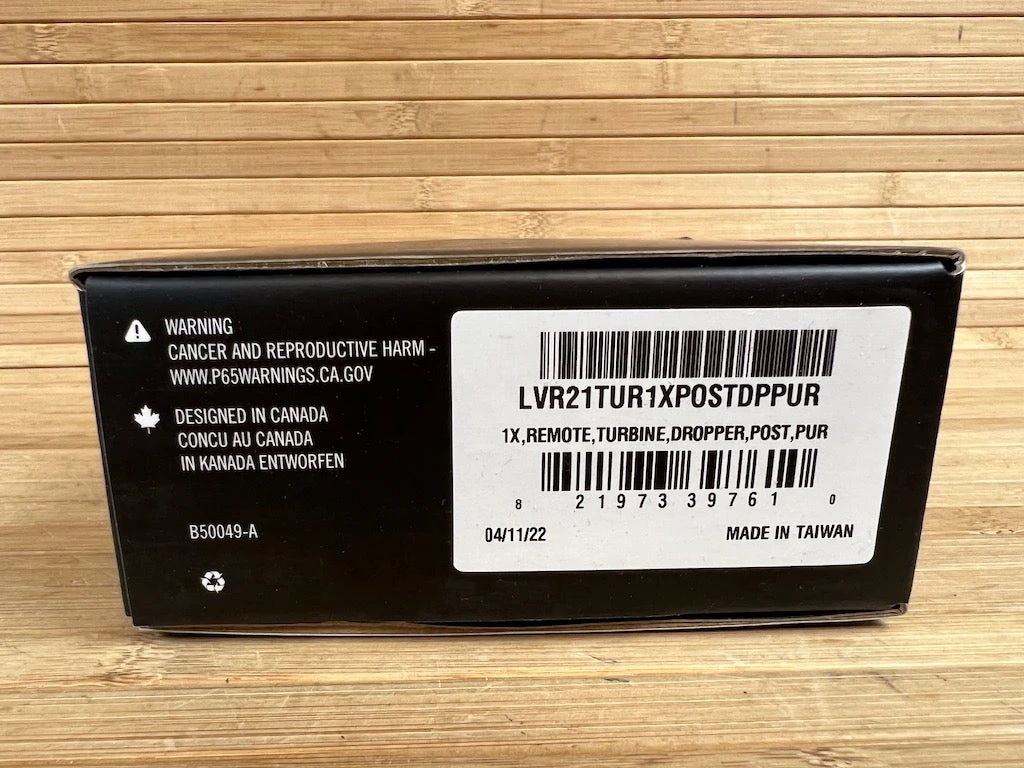 WARNING
CANCER AND REPRODUCTIVE HARM -
WWW.P65WARNINGS.CA.GOV
DESIGNED IN CANADA
CONCU AU CANADA
IN KANADA ENTWORFEN
B50049-A
LVR21TUR1XPOSTDPPUR
1X,REMOTE,TURBINE,DROPPER,POST,PUR
8 21973 39761 0
04/11/22 MADE IN TAIWAN